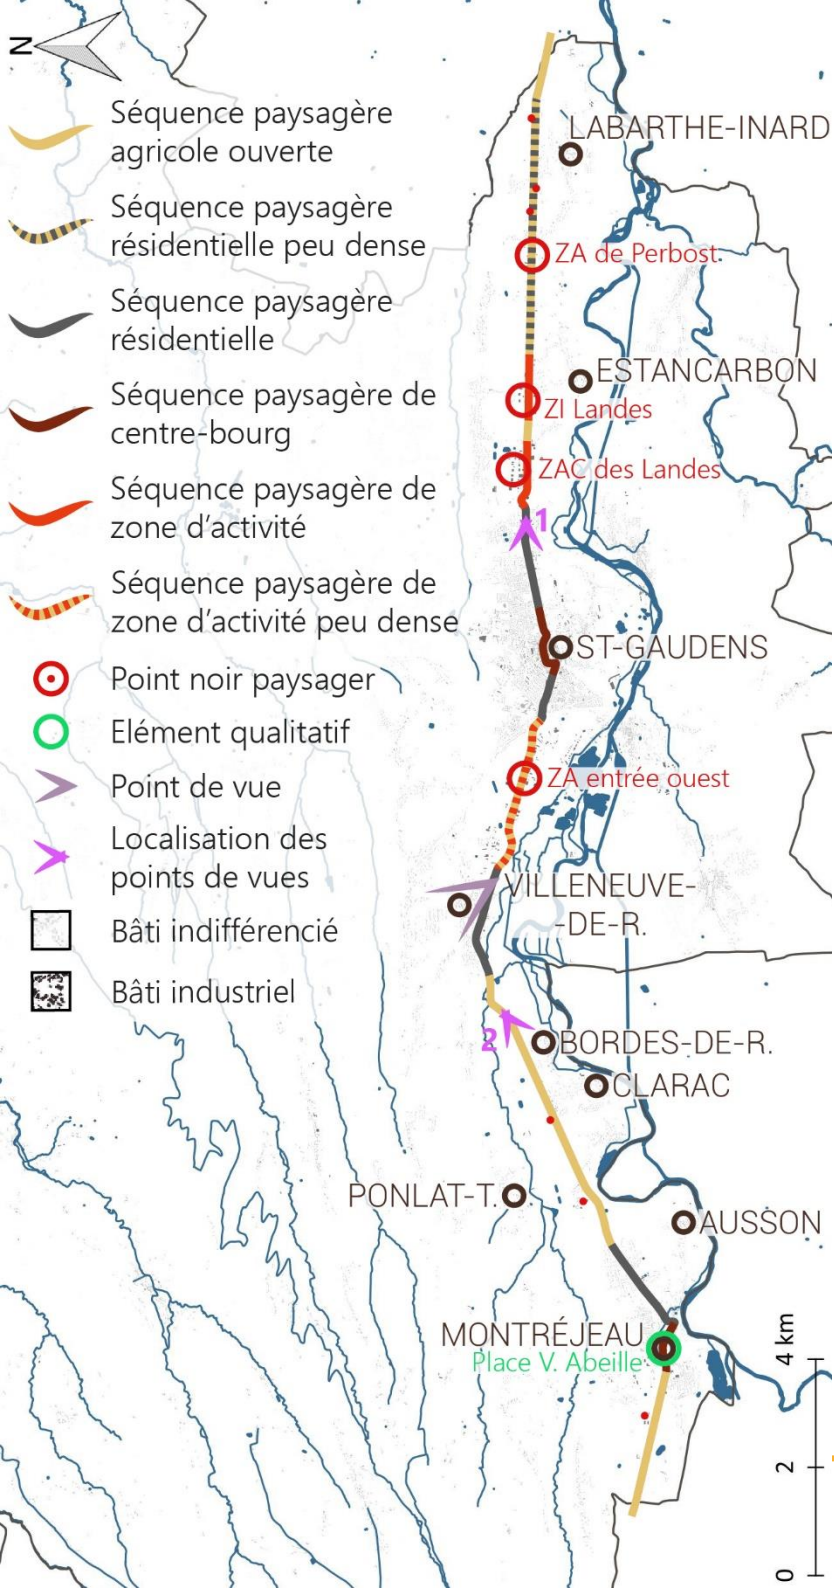 N
Séquence paysagère
agricole ouverte
Séquence paysagère
résidentielle peu dense
Séquence paysagère
résidentielle
Séquence paysagère de
centre-bourg
Séquence paysagère de
zone d'activité
Séquence paysagère de
zone d'activité peu dense
Point noir paysager
Elément qualitatif
Point de vue
Localisation des
points de vues
Bâti indifférencié
Bâti industriel
LABARTHE-INARD
ZA de Perbost
ESTANCARBON
ZI Landes
ZAC des Landes
1
ST-GAUDENS
ZA entrée ouest
VILLENEUVE-
-DE-R.
2
BORDES-DE-R.
CLARAC
PONLAT-T.
AUSSON
MONTRÉJEAU
Place V. Abeille
4 km
2
0